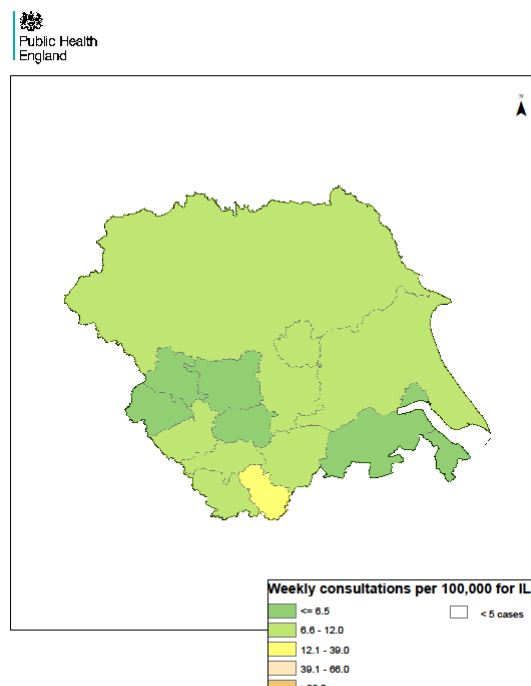 Public Health
England
N
Weekly consultations per 100,000 for IL
<= 6.5
< 5 cases
6.6 - 12.0
12.1 - 39.0
39.1 - 66.0